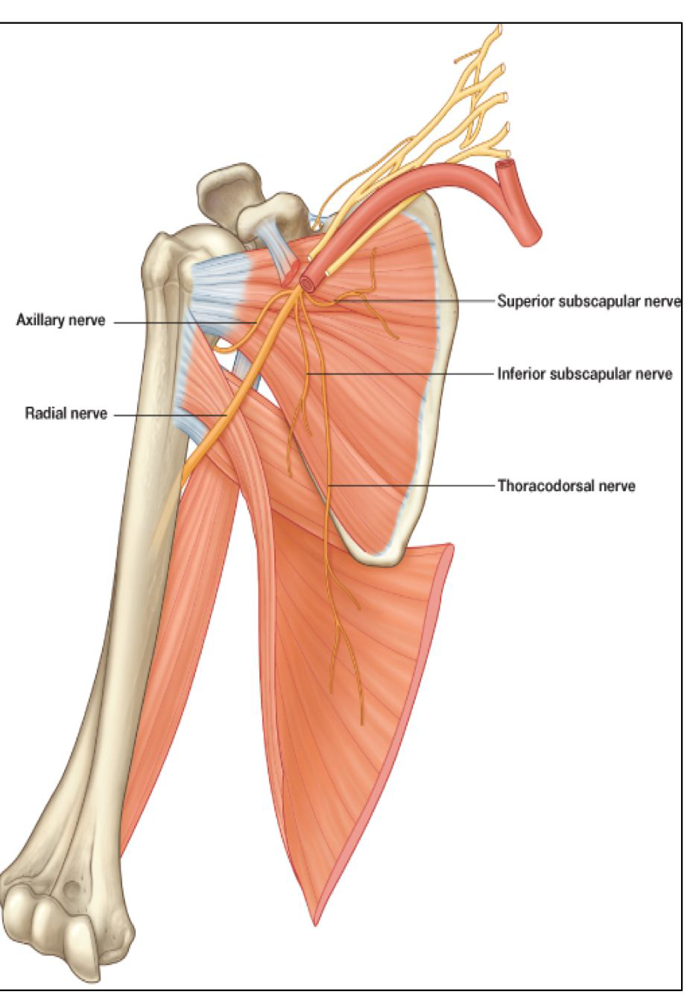 Superior subscapular nerve
Axillary nerve
Inferior subscapular nerve
Radial nerve
Thoracodorsal nerve